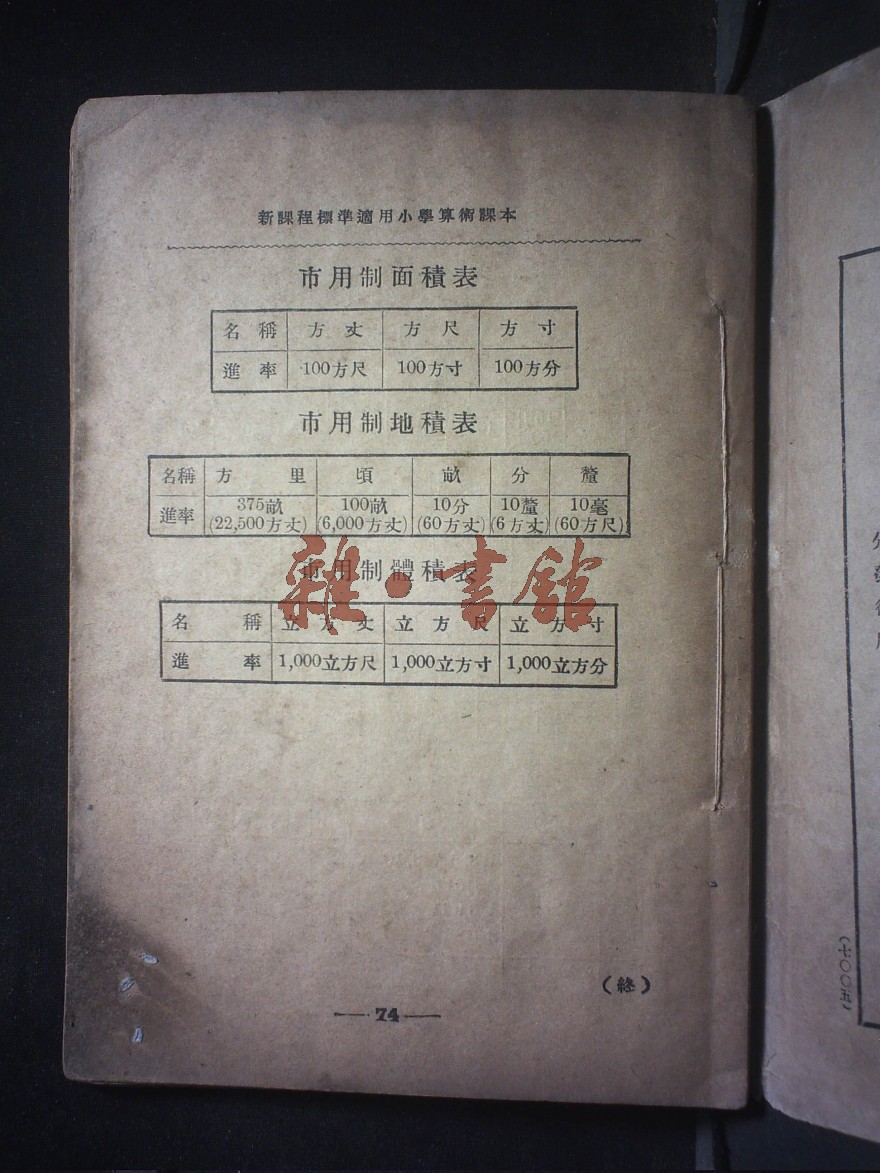 新課程標準適用小學算術課本
市用制面積表
名稱 方丈 方尺 方寸
進率 100方尺 100方寸 100方分
市用制地積表
名稱 方里 頃 畝 分 釐
進率 375畝 100畝 10分 10釐 10毫
(22,500方丈) (6,000方丈) (60方丈) (6方丈) (60方尺)
市用制體積表
雜·書館
名稱 立方丈 立方尺 立方寸
進率 1,000立方尺 1,000立方寸 1,000立方分
(終)
74